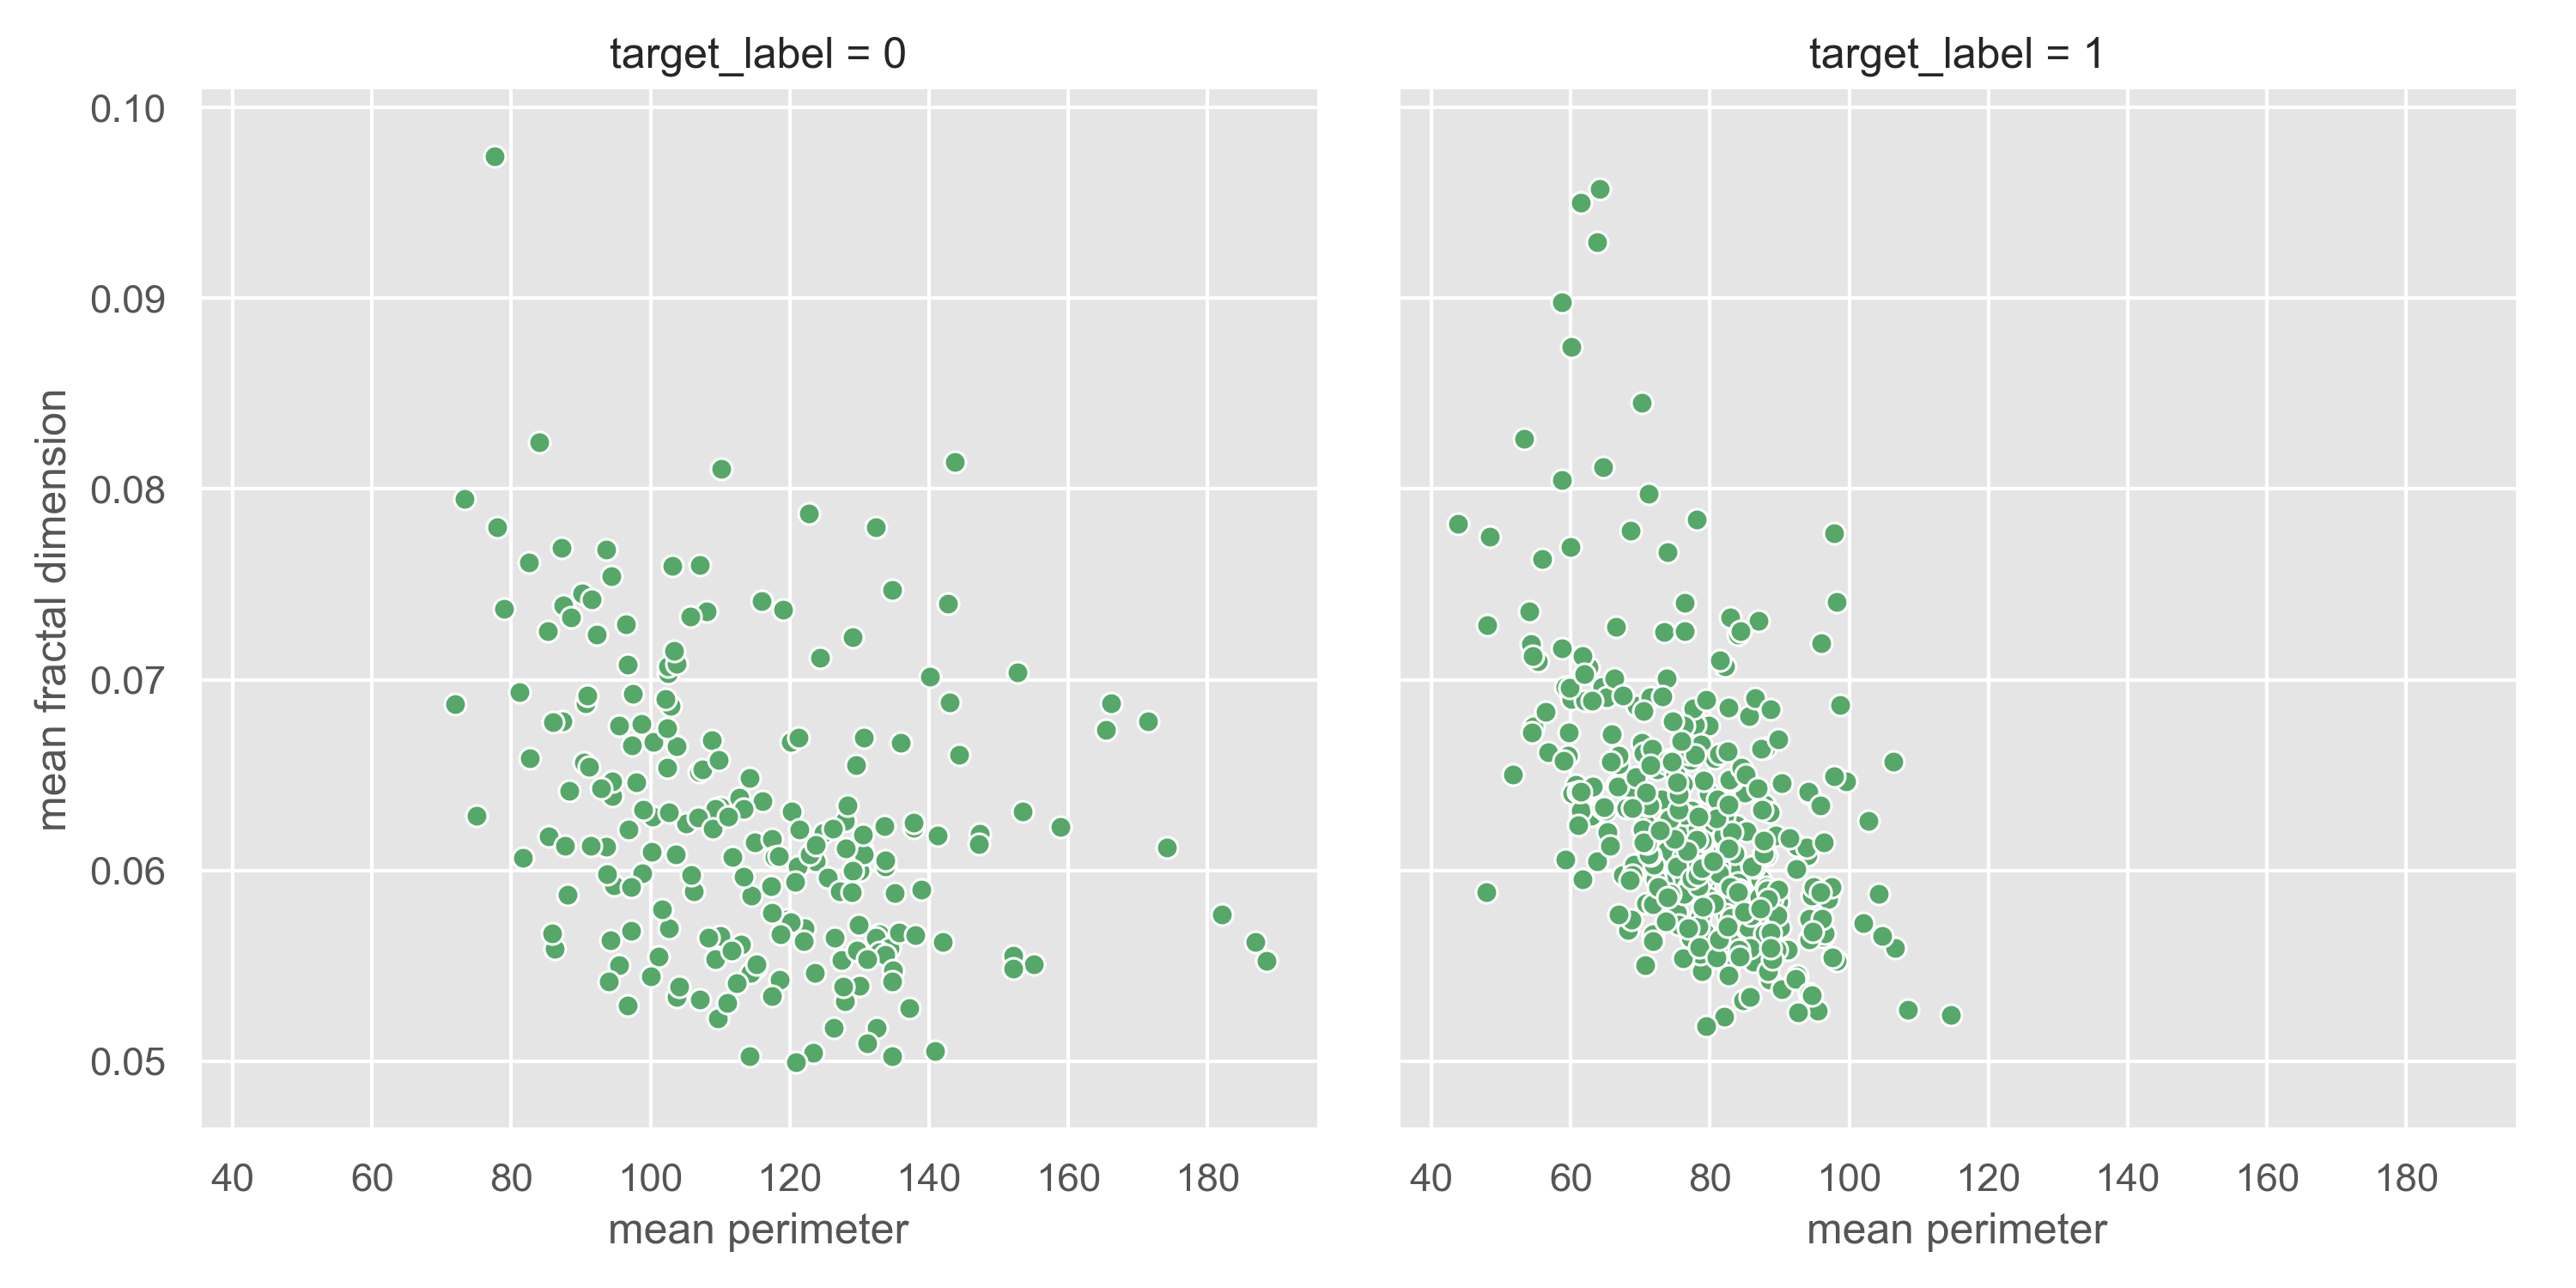 target_label = 0
target_label = 1
0.10
0.09
0.08
0.07
0.06
0.05
mean fractal dimension
40 60 80 100 120 140 160 180
40 60 80 100 120 140 160 180
mean perimeter
mean perimeter